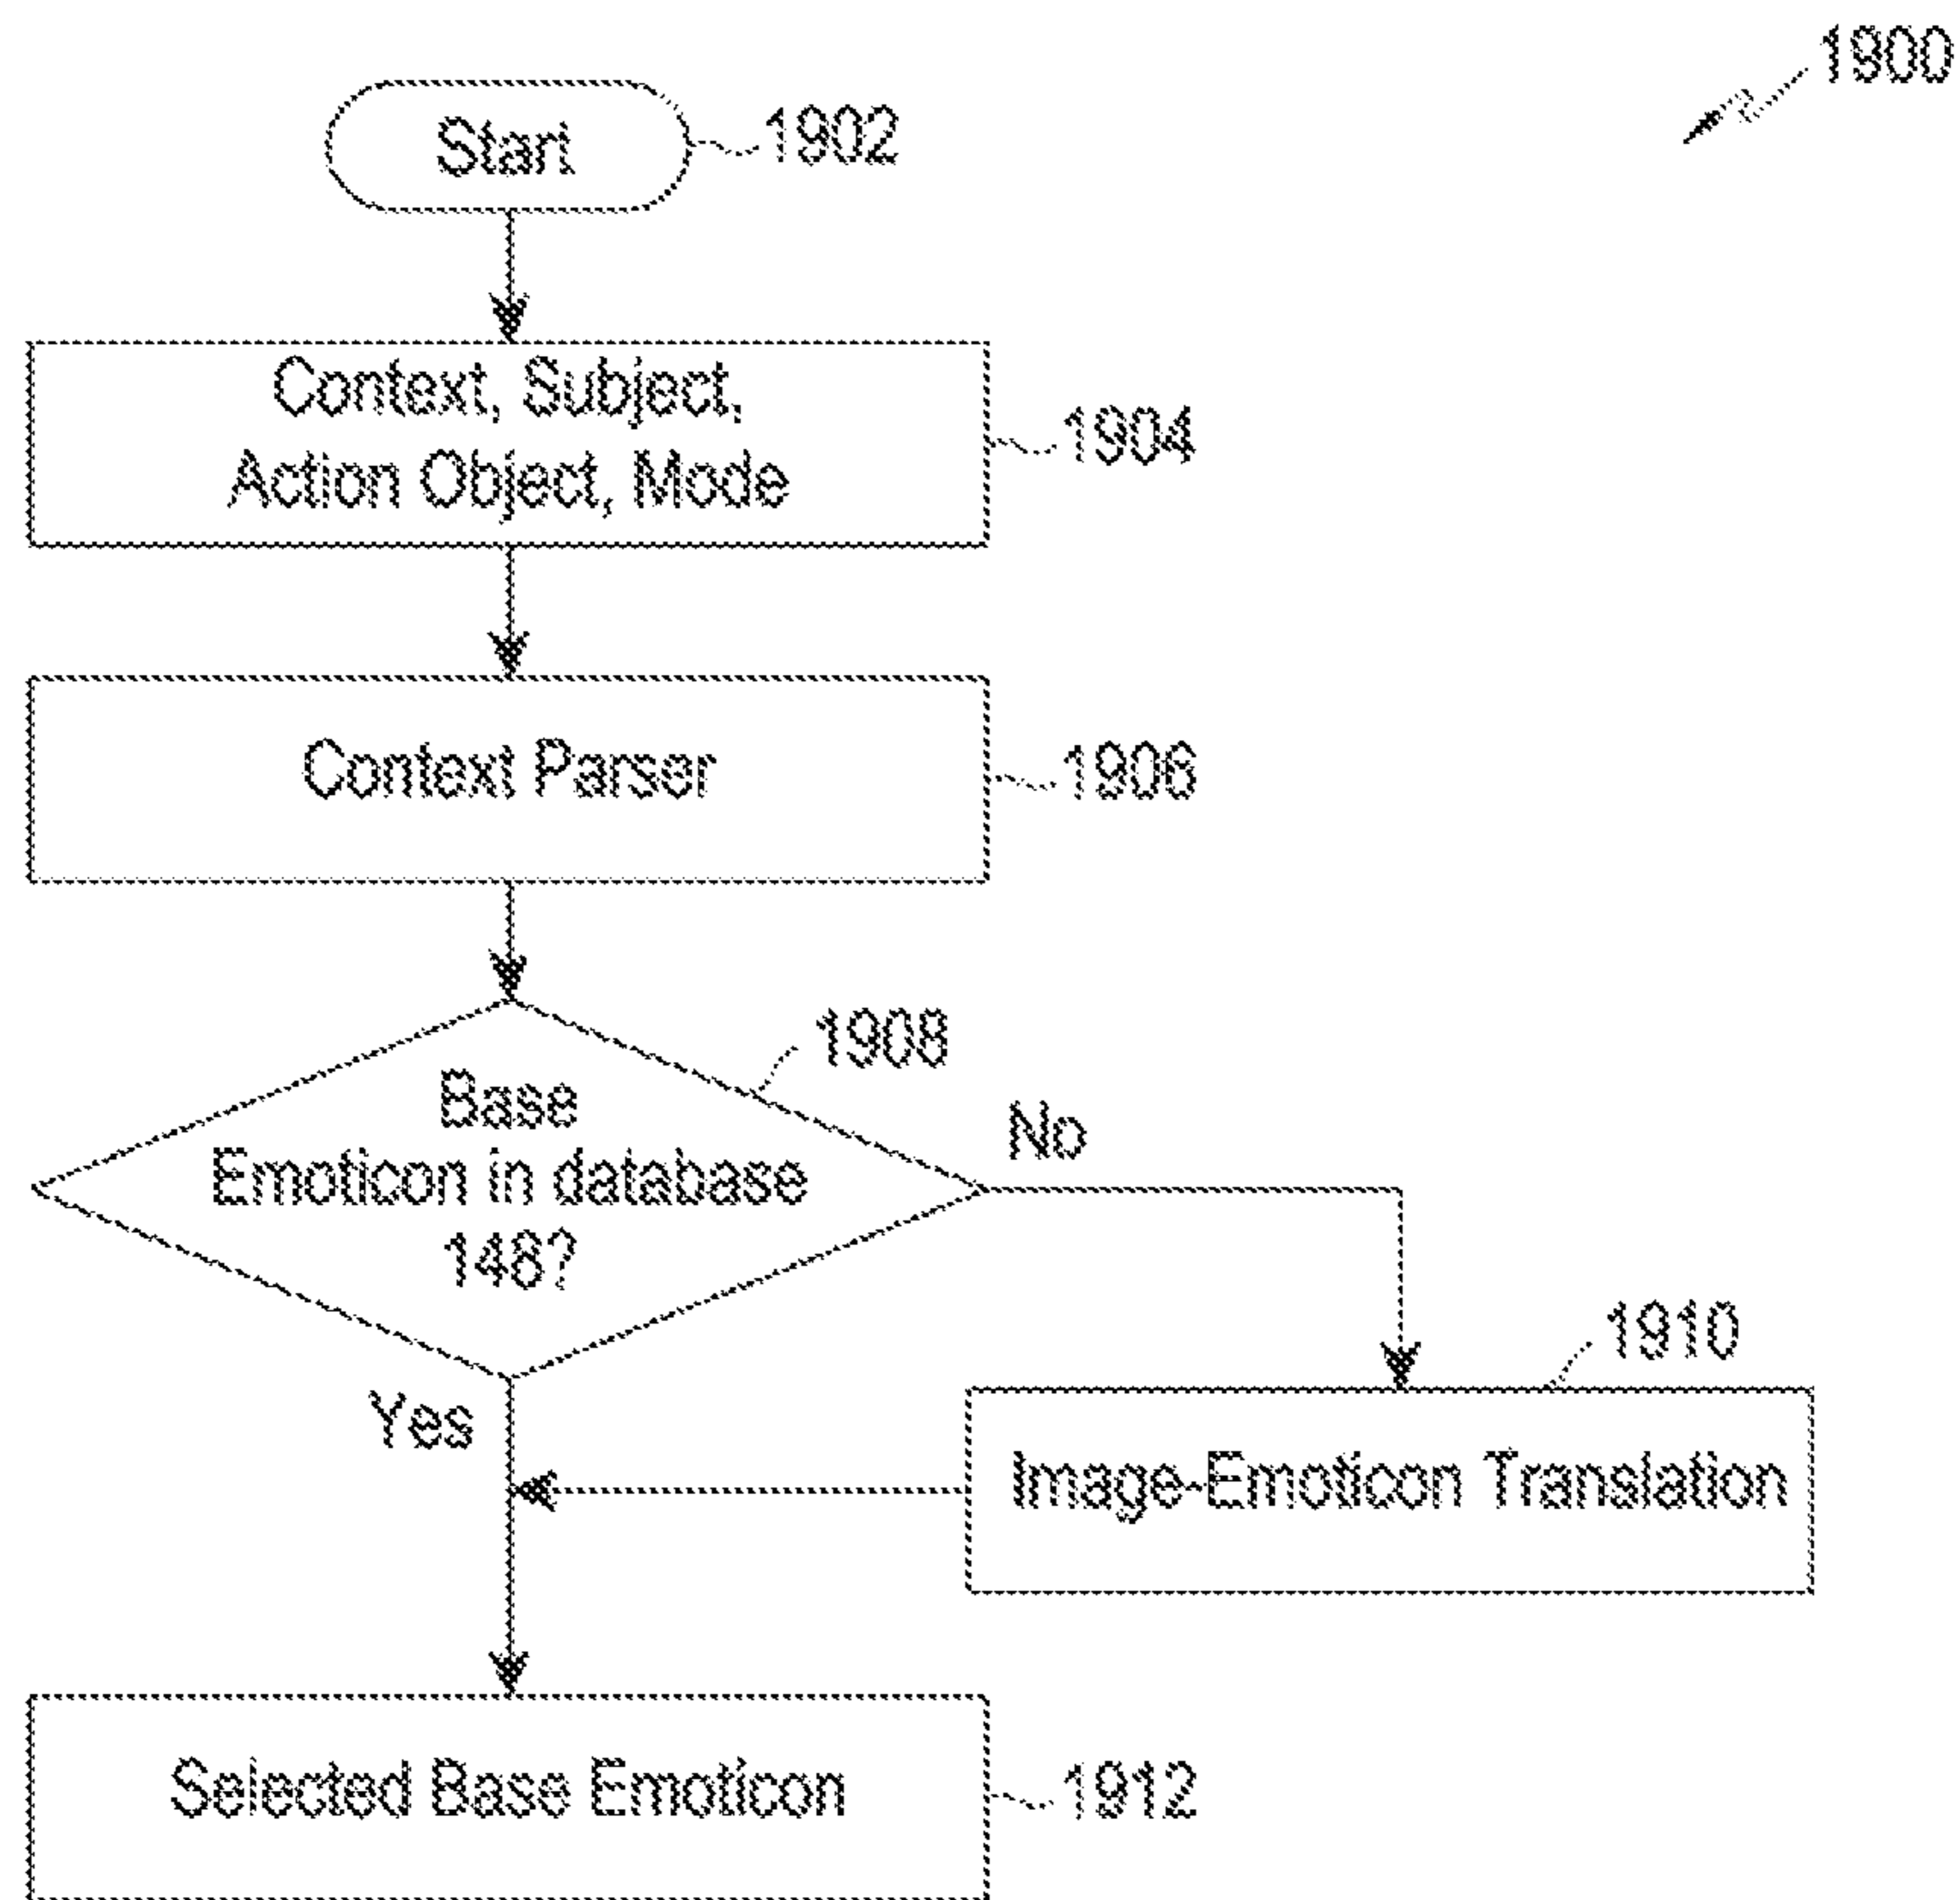 1900
Start
1902
Context, Subject,
Action Object, Mode
1904
Context Parser
1906
1908
Base
Emoticon in database
148?
No
Yes
1910
Image-Emoticon Translation
Selected Base Emoticon
1912